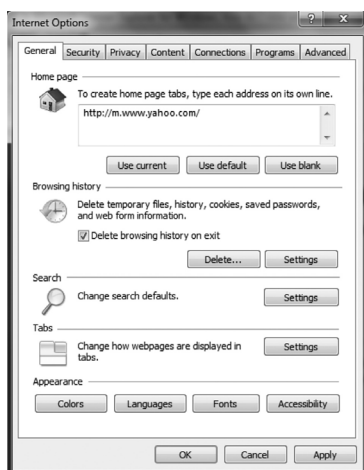 Internet Options
? X
General Security Privacy Content Connections Programs Advanced
Home page
To create home page tabs, type each address on its own line.
http://m.www.yahoo.com/
Use current Use default Use blank
Browsing history
Delete temporary files, history, cookies, saved passwords,
and web form information.
Delete browsing history on exit
Delete... Settings
Search
Change search defaults.
Settings
Tabs
Change how webpages are displayed in
tabs.
Settings
Appearance
Colors Languages Fonts Accessibility
OK Cancel Apply